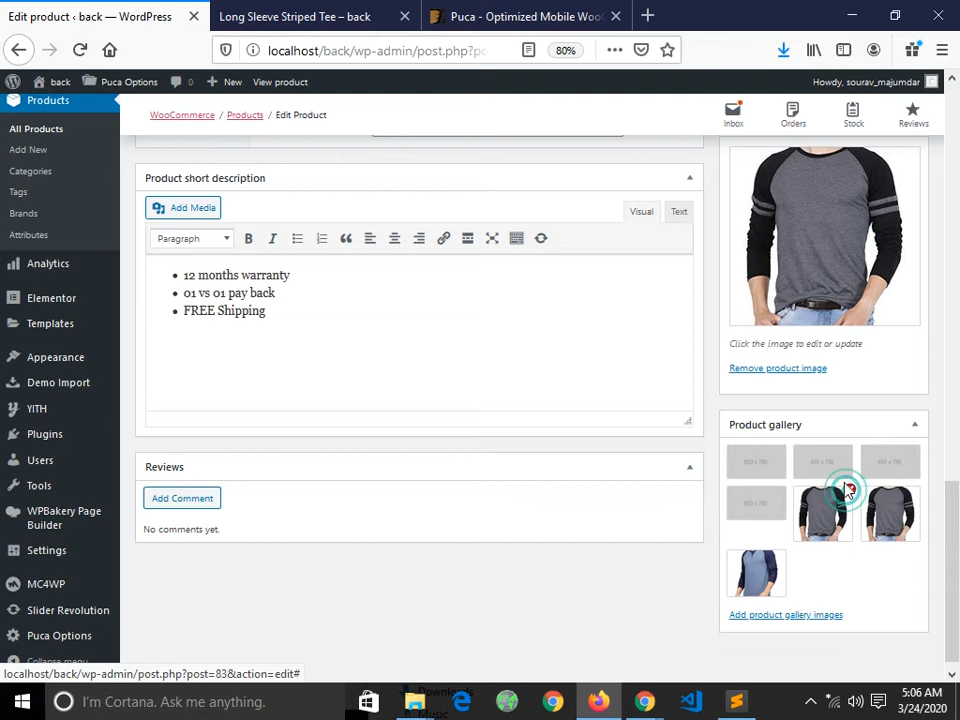 Edit product ‹ back — WordPress
Long Sleeve Striped Tee – back
Puca - Optimized Mobile Woo
localhost/back/wp-admin/post.php?
80%
back
Puca Options
0
New
View product
Howdy, sourav_majumdar
Products
WooCommerce / Products / Edit Product
Inbox
Orders
Stock
Reviews
All Products
Add New
Categories
Tags
Brands
Attributes
Analytics
Elementor
Templates
Appearance
Demo Import
YITH
Plugins
Users
Tools
WPBakery Page
Builder
Settings
MC4WP
Slider Revolution
Puca Options
Collapse menu
Product short description
Add Media
Visual
Text
Paragraph
12 months warranty
01 vs 01 pay back
FREE Shipping
Reviews
Add Comment
No comments yet.
Click the image to edit or update
Remove product image
Product gallery
Add product gallery images
localhost/back/wp-admin/post.php?post=83&action=edit#
I'm Cortana. Ask me anything.
Downloads
Music
5:06 AM
3/24/2020